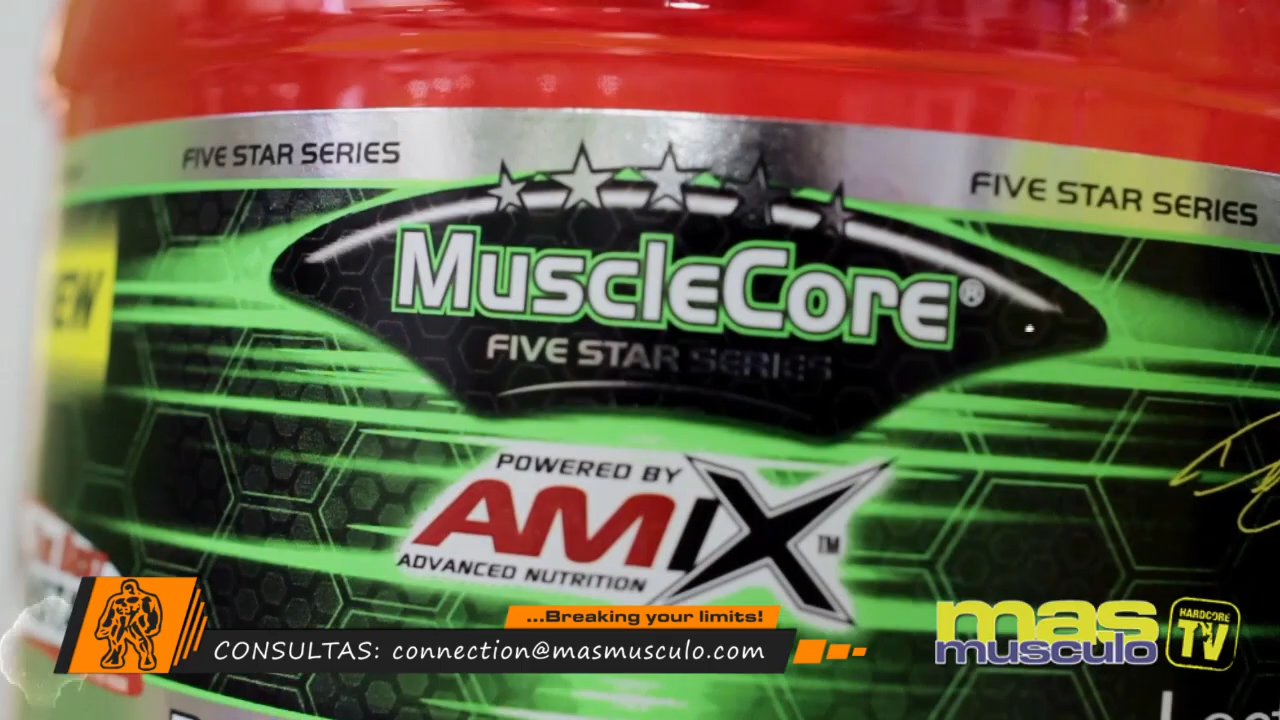 FIVE STAR SERIES
FIVE STAR SERIES
MuscleCore®
FIVE STAR SERIES
POWERED BY
AMIX™
ADVANCED NUTRITION
...Breaking your limits!
CONSULTAS: connection@masmusculo.com
mas
musculo
HARDCORE
TV